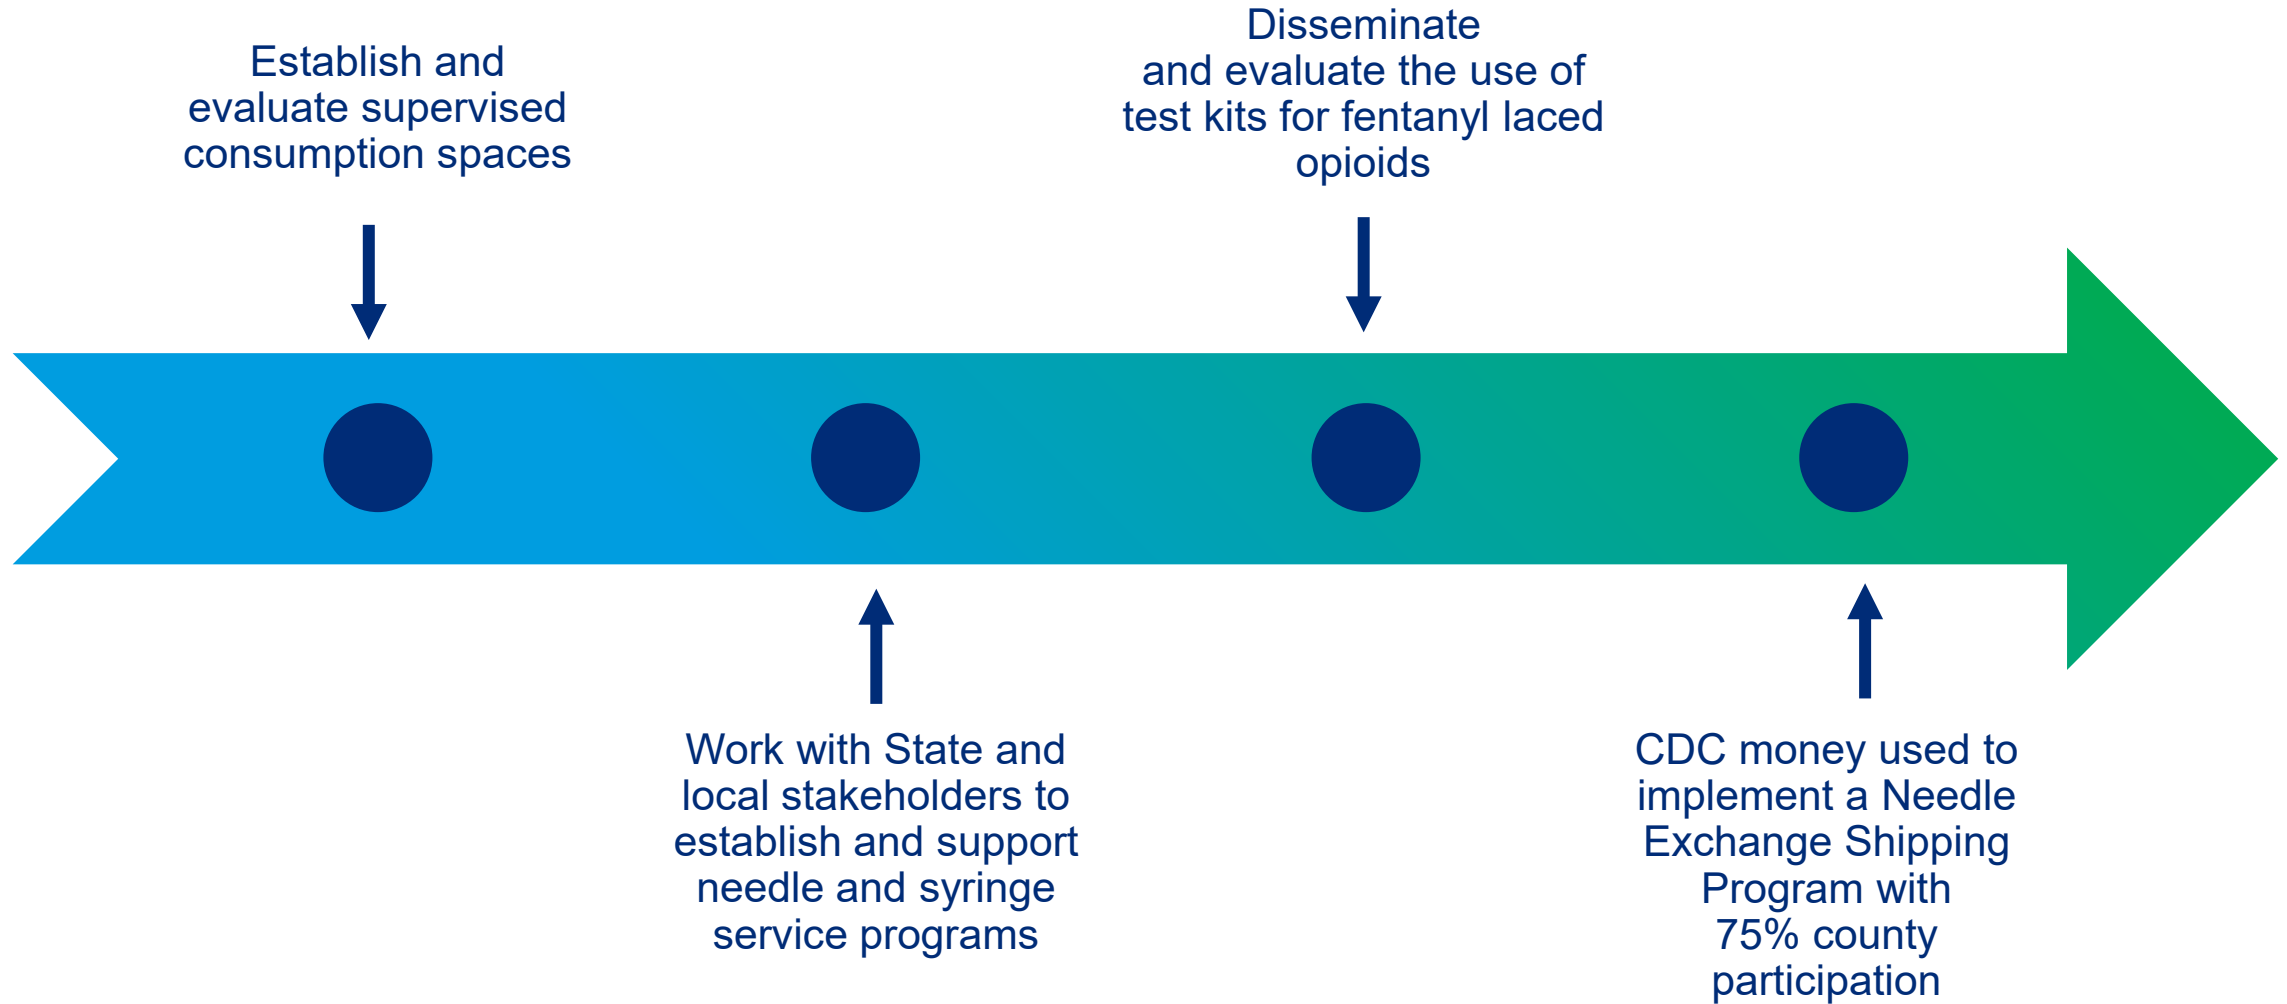 Establish and
evaluate supervised
consumption spaces
Work with State and
local stakeholders to
establish and support
needle and syringe
service programs
Disseminate
and evaluate the use of
test kits for fentanyl laced
opioids
CDC money used to
implement a Needle
Exchange Shipping
Program with
75% county
participation